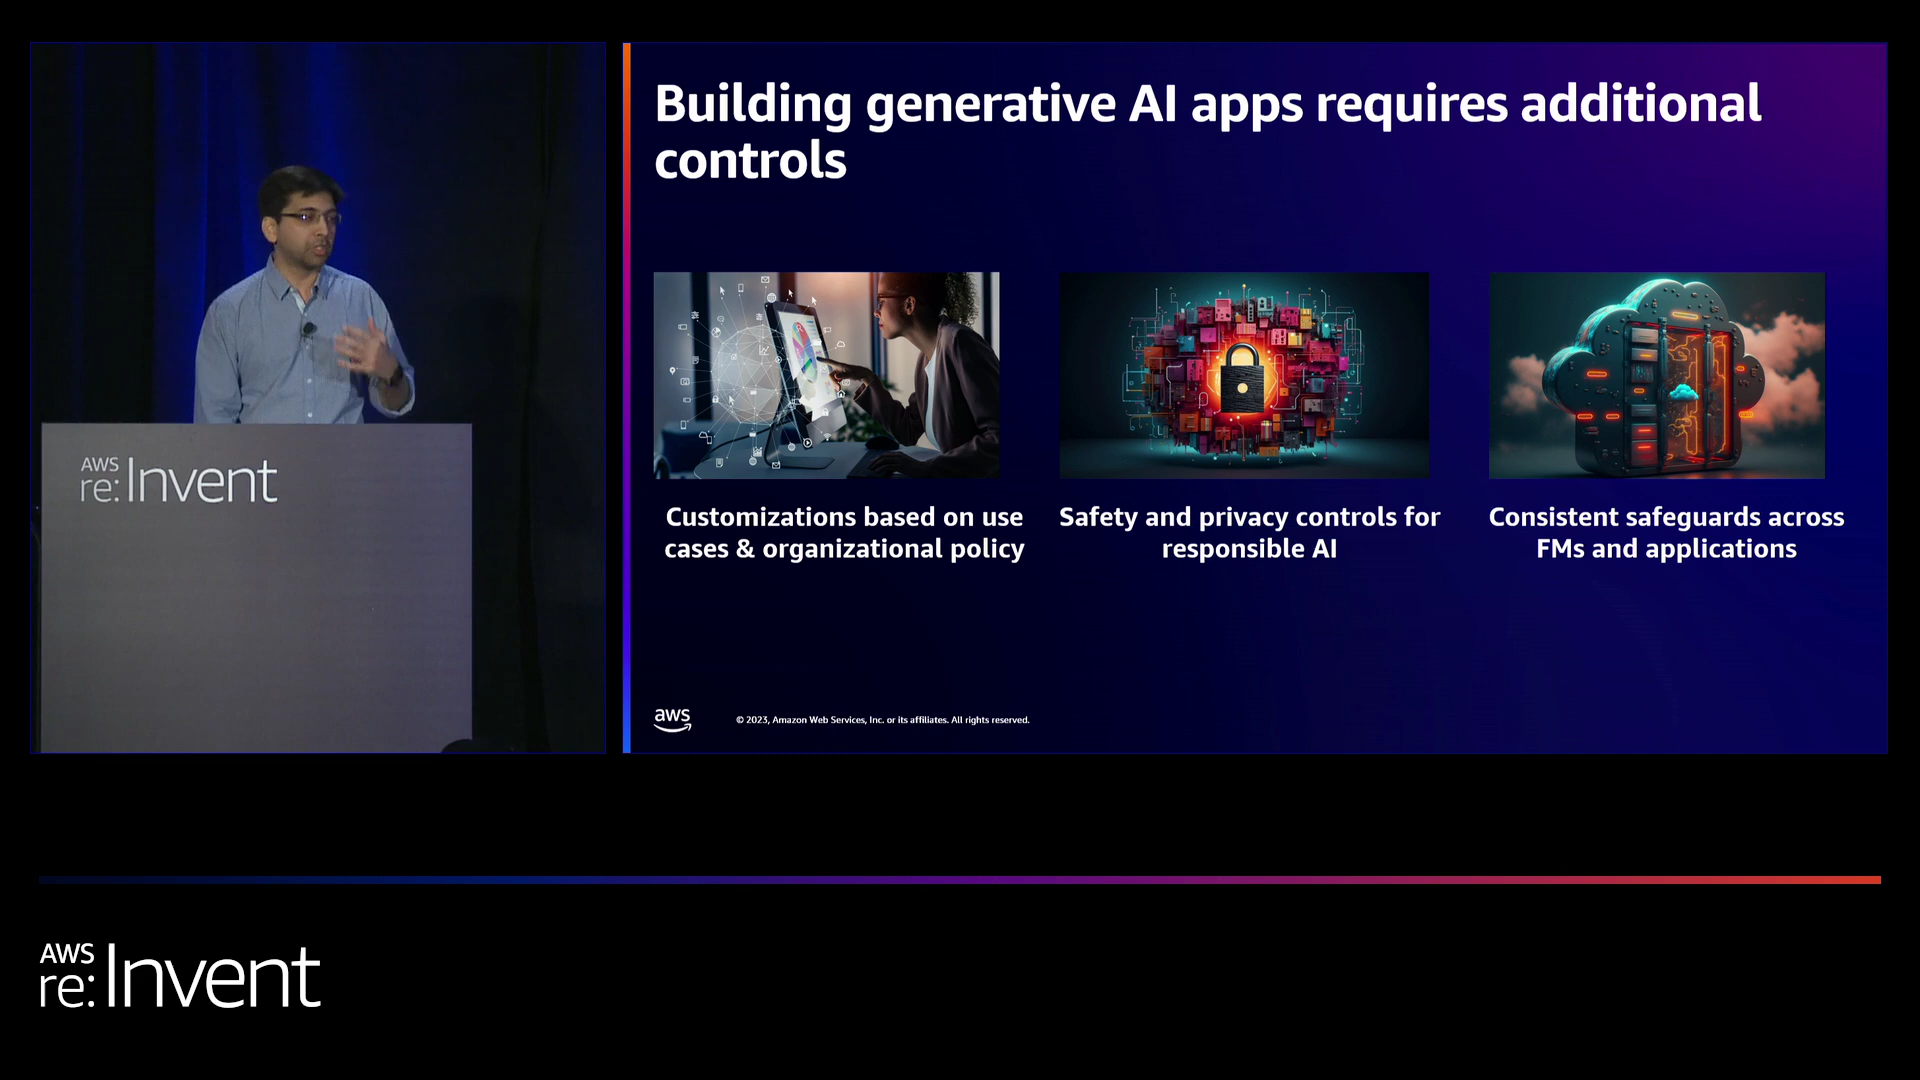 AWS
re:Invent
Building generative AI apps requires additional
controls
Customizations based on use
cases & organizational policy
Safety and privacy controls for
responsible AI
Consistent safeguards across
FMs and applications
aws
© 2023, Amazon Web Services, Inc. or its affiliates. All rights reserved.
AWS
re:Invent